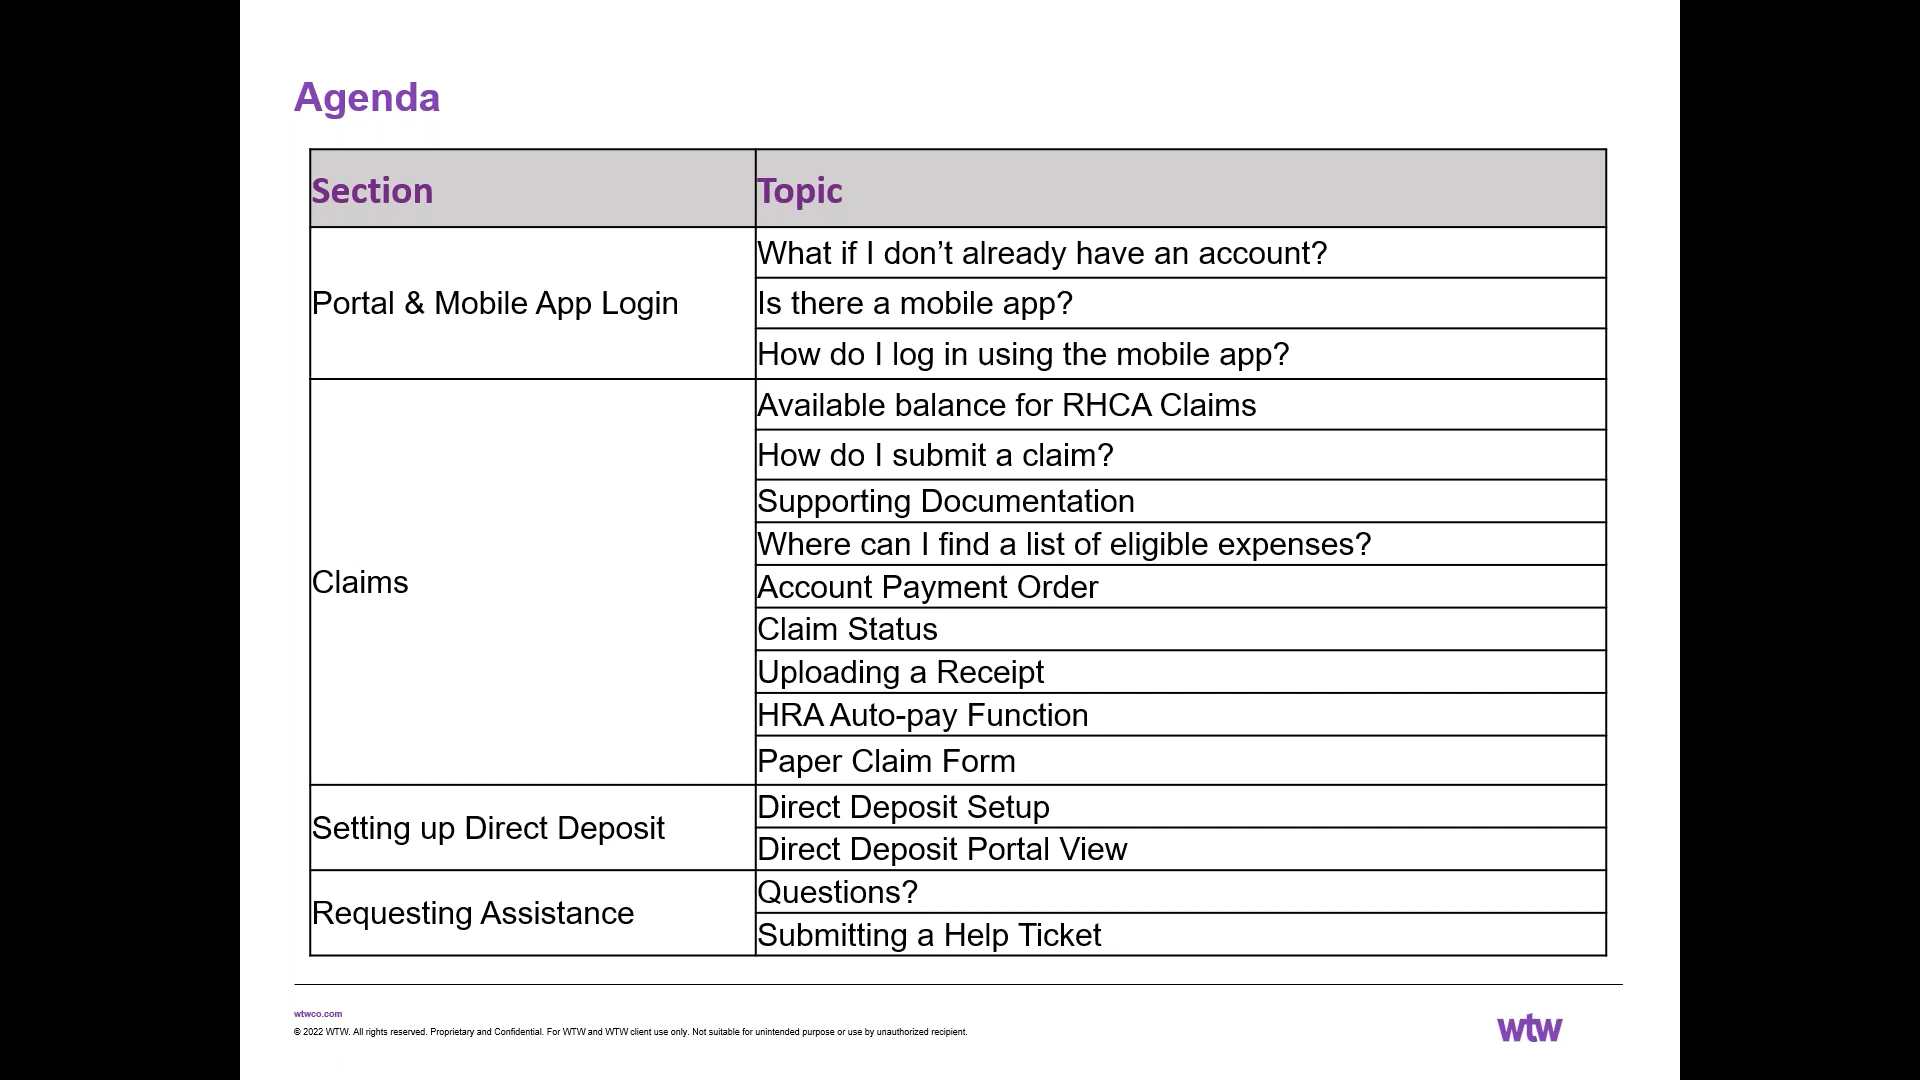 Agenda
Section Topic
Portal & Mobile App Login
What if I don’t already have an account?
Is there a mobile app?
How do I log in using the mobile app?
Claims
Available balance for RHCA Claims
How do I submit a claim?
Supporting Documentation
Where can I find a list of eligible expenses?
Account Payment Order
Claim Status
Uploading a Receipt
HRA Auto-pay Function
Paper Claim Form
Setting up Direct Deposit
Direct Deposit Setup
Direct Deposit Portal View
Requesting Assistance
Questions?
Submitting a Help Ticket
wtwco.com
© 2022 WTW. All rights reserved. Proprietary and Confidential. For WTW and WTW client use only. Not suitable for unintended purpose or use by unauthorized recipient.
wtw